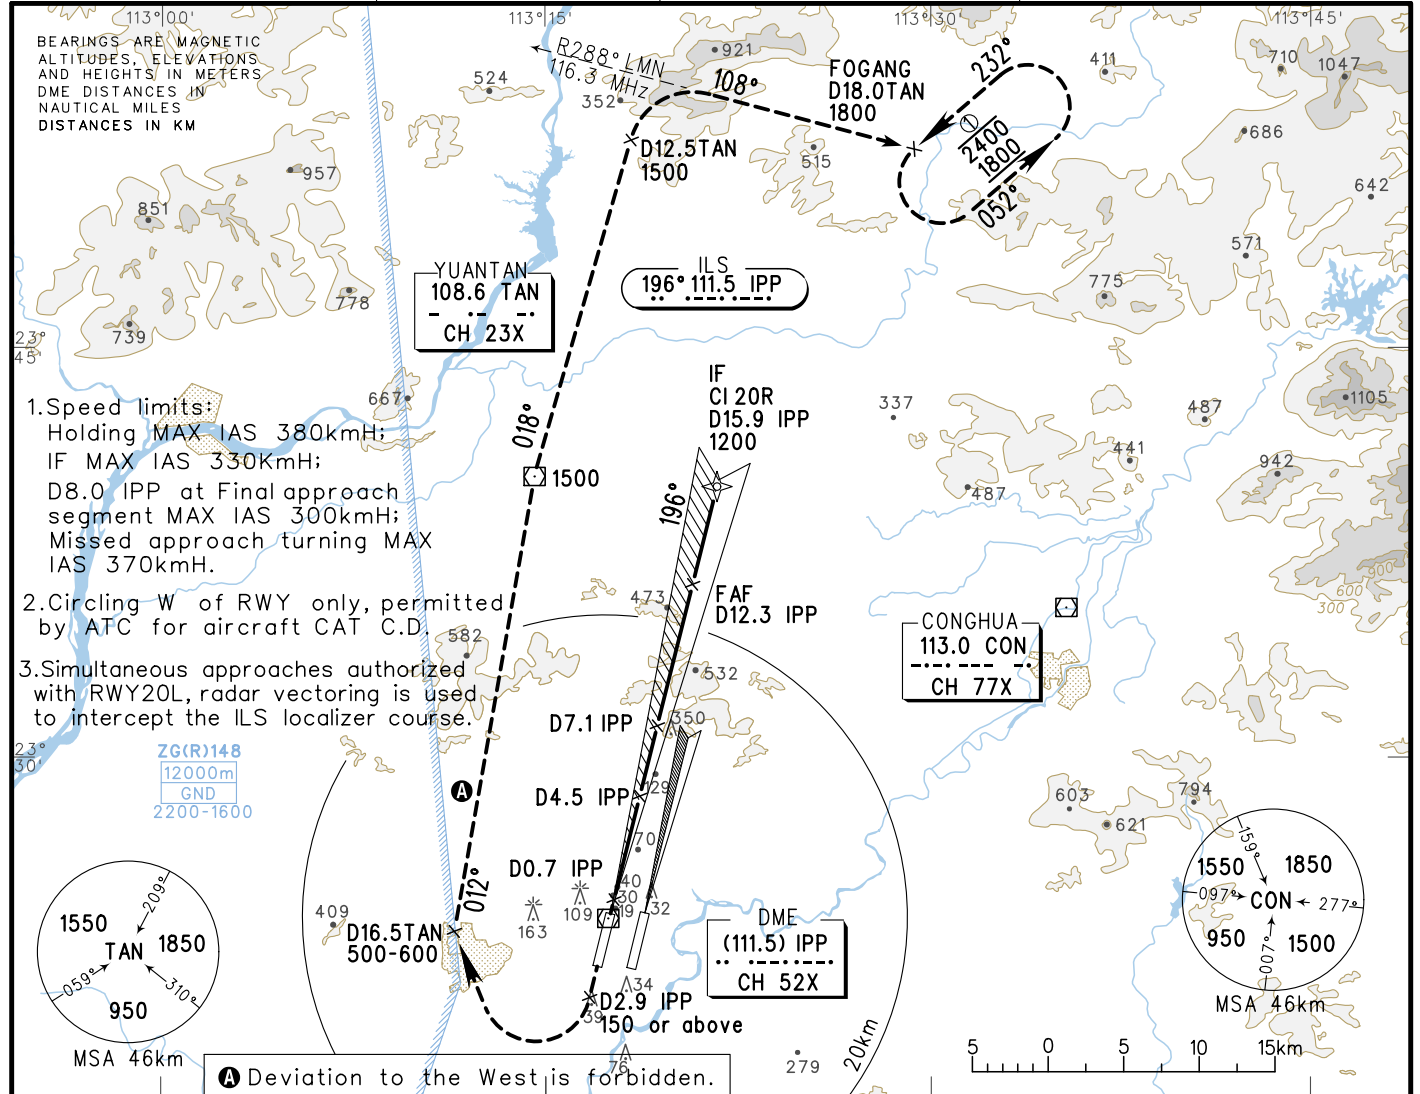 113°00'
113°15'
113°30'
113°45'
BEARINGS ARE MAGNETIC
ALTITUDES, ELEVATIONS
AND HEIGHTS IN METERS
DME DISTANCES IN
NAUTICAL MILES
DISTANCES IN KM
R288° LMN
116.3 MHz
524
352
921
108°
FOGANG
D18.0TAN
1800
232°
411
710
1047
2400
1800
052°
686
D12.5TAN
1500
515
957
851
642
571
778
739
775
YUANTAN
108.6 TAN
CH 23X
ILS
196° 111.5 IPP
23°
45'
667
1.Speed limits:
Holding MAX IAS 380kmH;
IF MAX IAS 330KmH;
D8.0 IPP at Final approach
segment MAX IAS 300kmH;
Missed approach turning MAX
IAS 370kmH.
018°
1500
IF
CI 20R
D15.9 IPP
1200
196°
337
487
441
487
1105
942
900
600
300
2.Circling W of RWY only, permitted
by ATC for aircraft CAT C.D.
473
FAF
D12.3 IPP
582
532
CONGHUA
113.0 CON
CH 77X
3.Simultaneous approaches authorized
with RWY20L, radar vectoring is used
to intercept the ILS localizer course.
D7.1 IPP
350
23°
30'
ZG(R)148
12000m
GND
2200-1600
A
D4.5 IPP
129
70
603
621
794
D0.7 IPP
012°
40
30
19
32
109
163
409
D16.5TAN
500-600
DME
(111.5) IPP
CH 52X
34
D2.9 IPP
39
150 or above
76
279
20km
1550
209°
TAN
1850
059°
310°
950
MSA 46km
159°
1550
1850
097°
CON
277°
950
007°
1500
MSA 46km
5 0 5 10 15km
A Deviation to the West is forbidden.